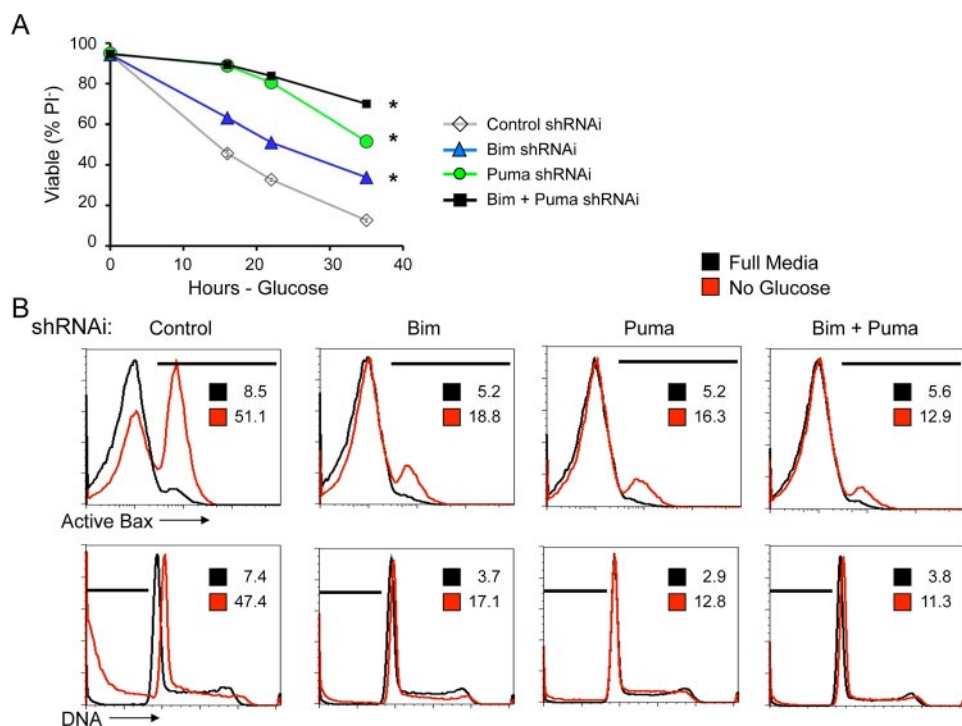 A
Viable (% PI-)
100
80
60
40
20
0
0 10 20 30 40
Hours - Glucose
*
*
*
Control shRNAi
Bim shRNAi
Puma shRNAi
Bim + Puma shRNAi
Full Media
No Glucose
B
shRNAi: Control Bim Puma Bim + Puma
8.5 5.2 5.2 5.6
51.1 18.8 16.3 12.9
Active Bax
7.4 3.7 2.9 3.8
47.4 17.1 12.8 11.3
DNA